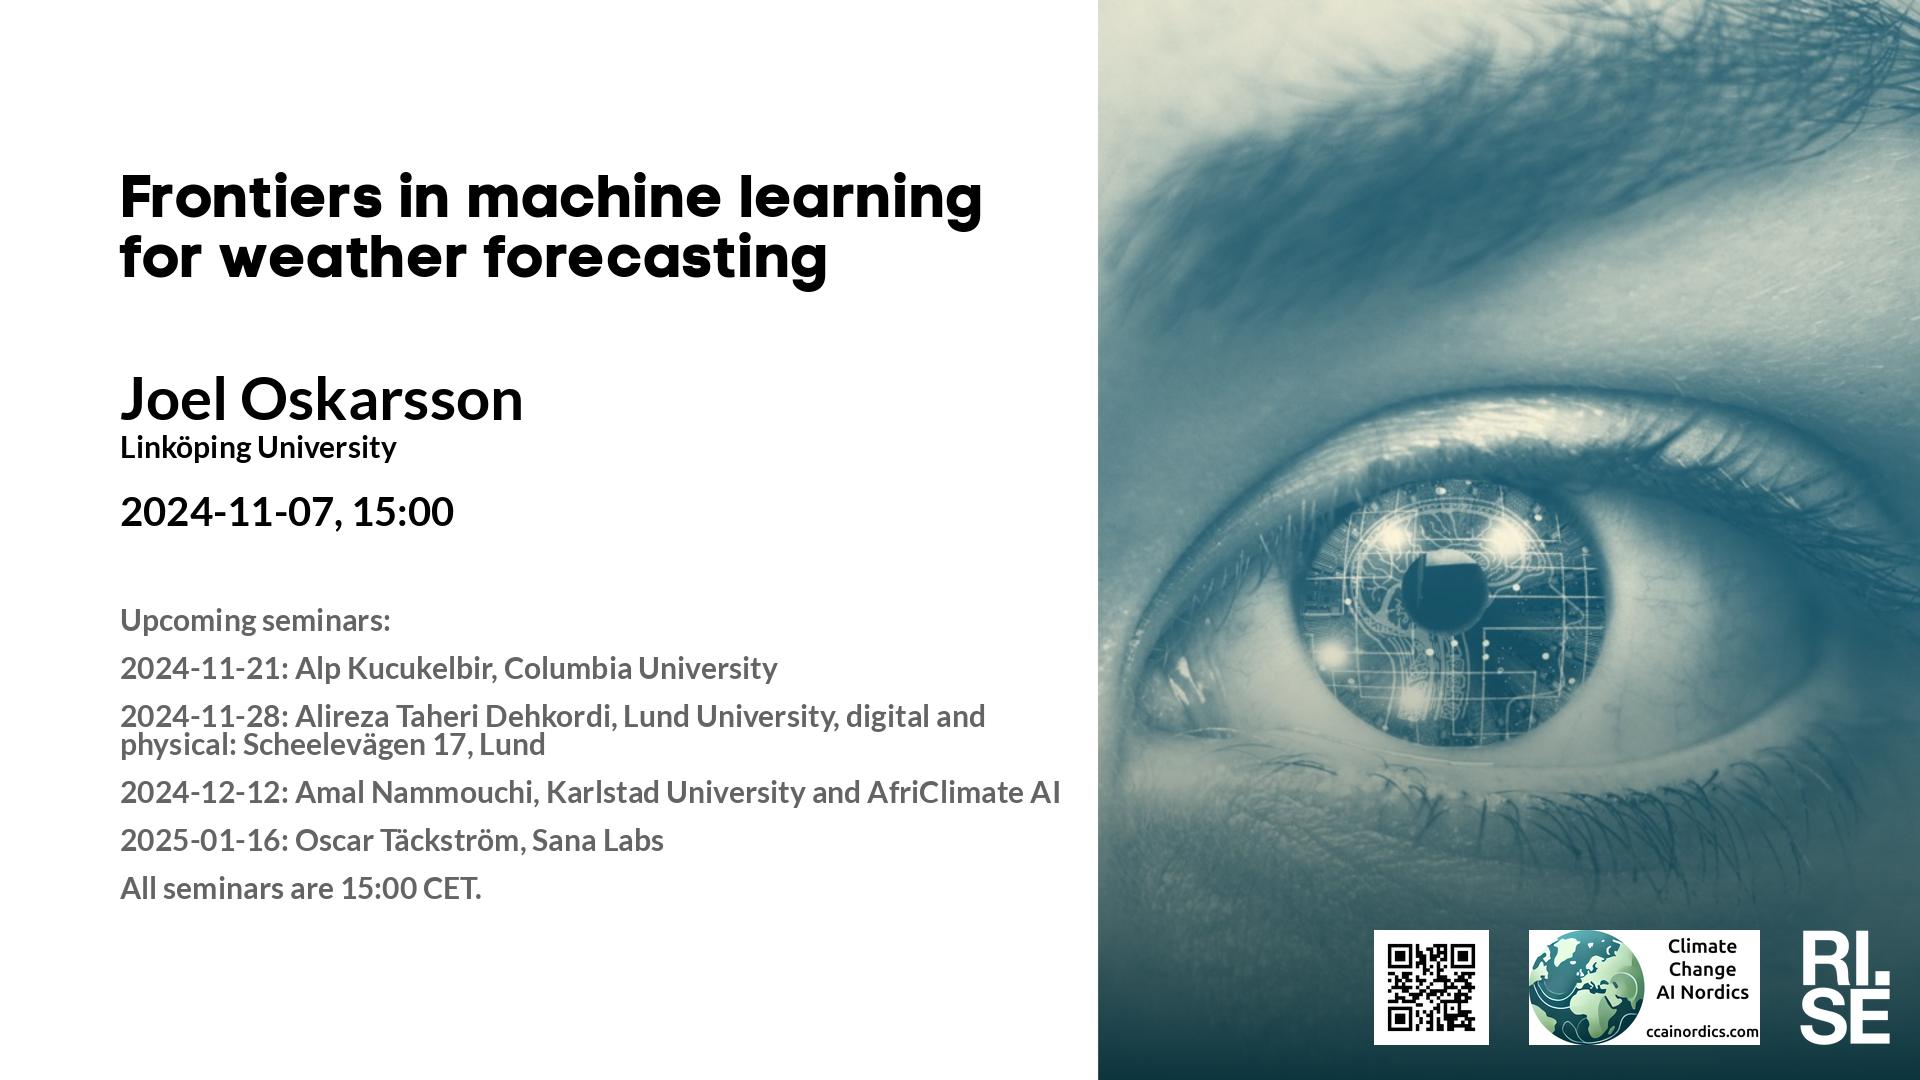 Frontiers in machine learning
for weather forecasting
Joel Oskarsson
Linköping University
2024-11-07, 15:00
Upcoming seminars:
2024-11-21: Alp Kucukelbir, Columbia University
2024-11-28: Alireza Taheri Dehkordi, Lund University, digital and
physical: Scheelevägen 17, Lund
2024-12-12: Amal Nammouchi, Karlstad University and AfriClimate AI
2025-01-16: Oscar Täckström, Sana Labs
All seminars are 15:00 CET.
Climate
Change
AI Nordics
ccainordics.com
RI.
SE